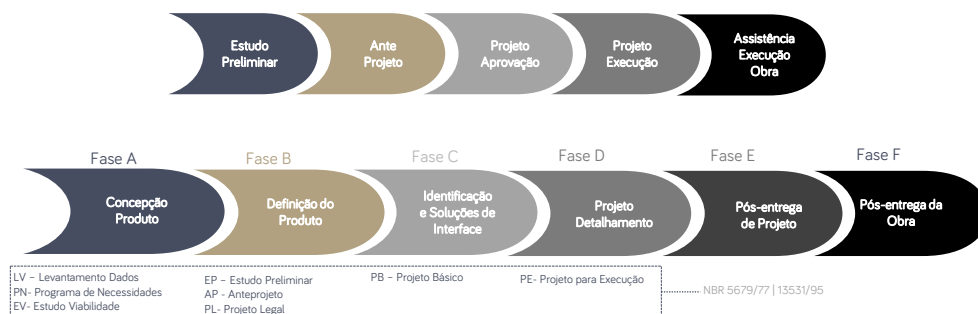 Estudo
Preliminar
Ante
Projeto
Projeto
Aprovação
Projeto
Execução
Assistência
Execução
Obra
Fase A
Fase B
Fase C
Fase D
Fase E
Fase F
Concepção
Produto
Definição do
Produto
Identificação
e Soluções de
Interface
Projeto
Detalhamento
Pós-entrega
de Projeto
Pós-entrega da
Obra
LV – Levantamento Dados
PN- Programa de Necessidades
EV- Estudo Viabilidade
EP – Estudo Preliminar
AP - Anteprojeto
PL- Projeto Legal
PB – Projeto Básico
PE- Projeto para Execução
NBR 5679/77 | 13531/95